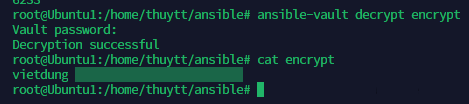 6233
root@Ubuntu1:/home/thuytt/ansible# ansible-vault decrypt encrypt
Vault password:
Decryption successful
root@Ubuntu1:/home/thuytt/ansible# cat encrypt
vietdung
root@Ubuntu1:/home/thuytt/ansible#